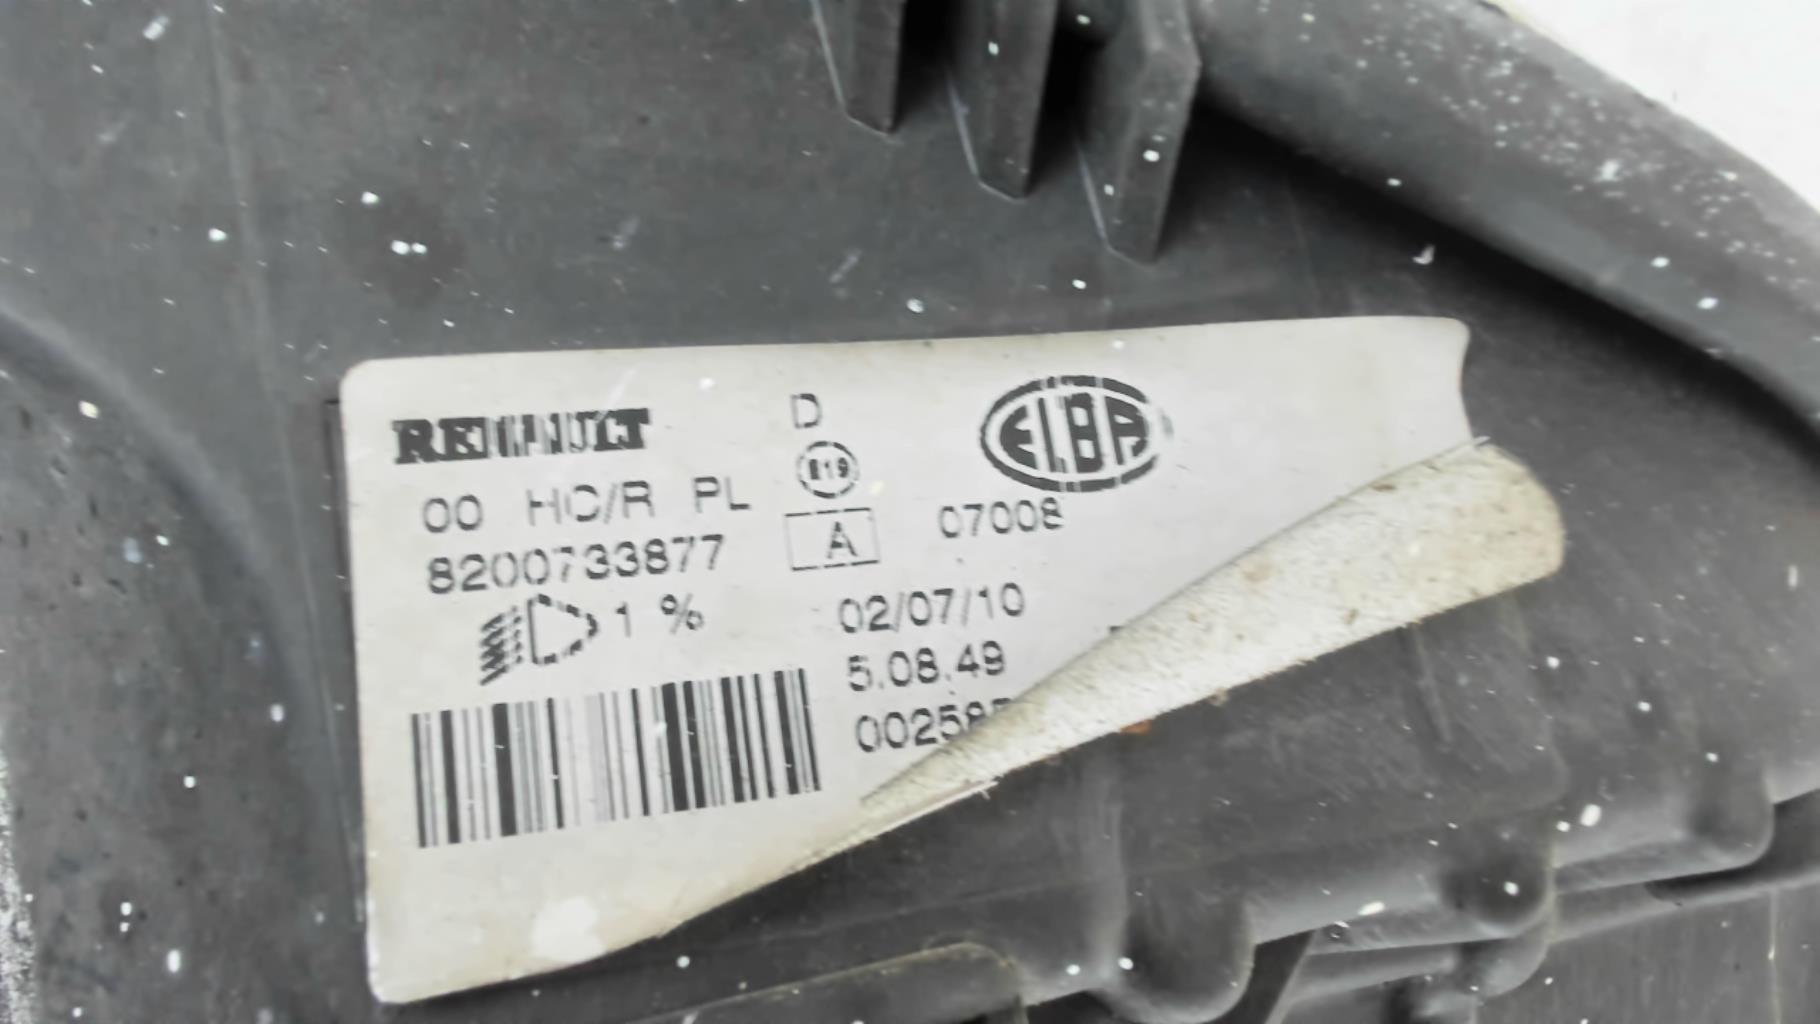 RENAULT
D
ELBA
E19
00 HC/R PL
A
07008
8200733877
1 %
02/07/10
5.08.49